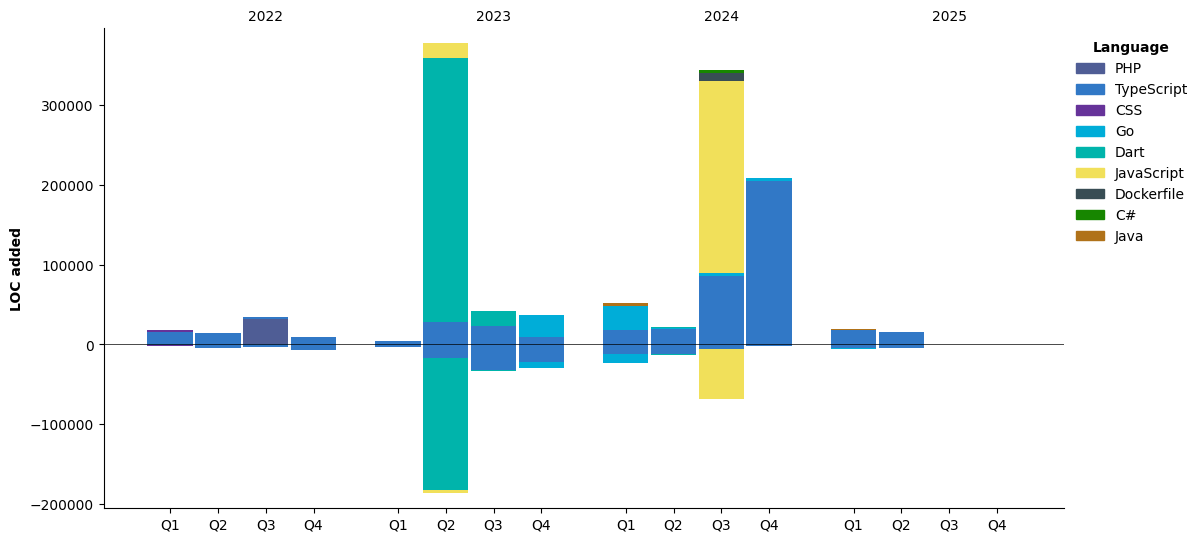 2022 2023 2024 2025
Language
PHP
TypeScript
CSS
Go
Dart
JavaScript
Dockerfile
C#
Java
LOC added
300000
200000
100000
0
−100000
−200000
Q1 Q2 Q3 Q4 Q1 Q2 Q3 Q4 Q1 Q2 Q3 Q4 Q1 Q2 Q3 Q4